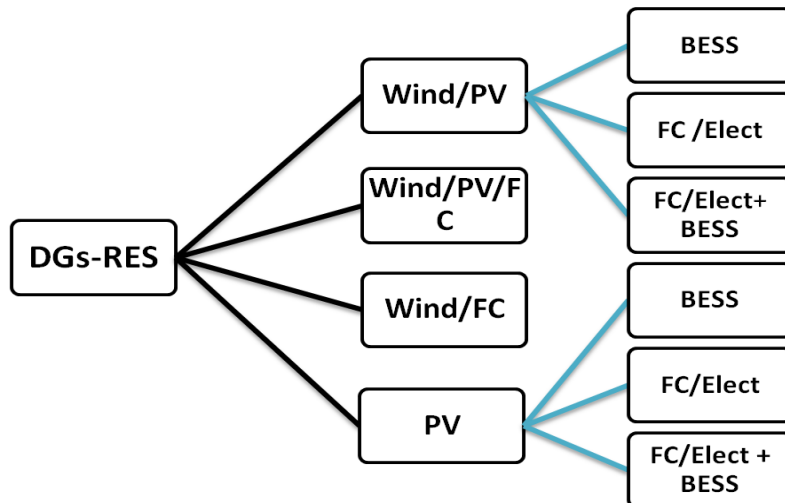 DGs-RES
Wind/PV
Wind/PV/F
C
Wind/FC
PV
BESS
FC /Elect
FC/Elect+
BESS
BESS
FC/Elect
FC/Elect +
BESS